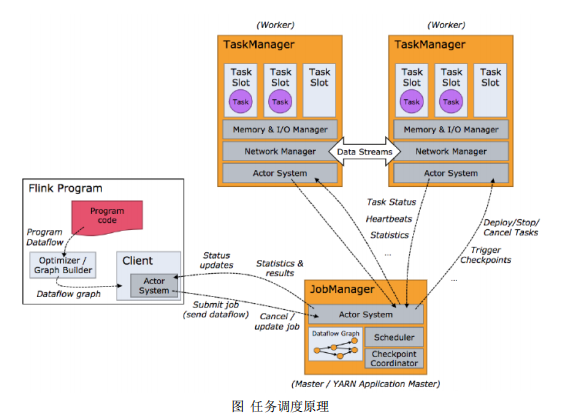 (Worker)
(Worker)
TaskManager
TaskManager
Task
Slot
Task
Slot
Task
Slot
Task
Slot
Task
Slot
Task
Slot
Task
Task
Task
Task
Memory & I/O Manager
Memory & I/O Manager
Network Manager
Data Streams
Network Manager
Actor System
Actor System
Flink Program
Program
code
Program
Dataflow
Optimizer /
Graph Builder
Dataflow graph
Client
Actor
System
Status
updates
Statistics &
results
Submit job
(send dataflow)
Cancel /
update job
Task Status
Heartbeats
Statistics
...
Deploy/Stop/
Cancel Tasks
Trigger
Checkpoints
...
JobManager
Actor System
Dataflow Graph
Scheduler
Checkpoint
Coordinator
(Master / YARN Application Master)
图 任务调度原理